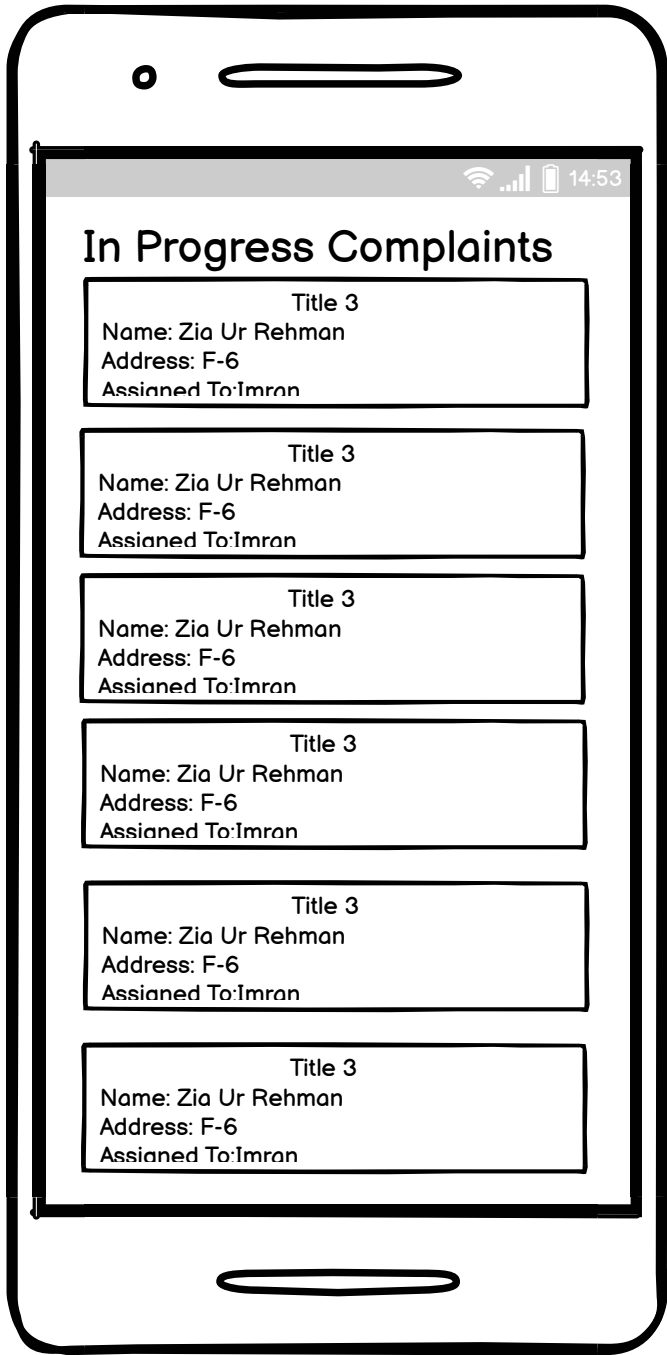 14:53
In Progress Complaints
Title 3
Name: Zia Ur Rehman
Address: F-6
Assigned To:Imran
Title 3
Name: Zia Ur Rehman
Address: F-6
Assigned To:Imran
Title 3
Name: Zia Ur Rehman
Address: F-6
Assigned To:Imran
Title 3
Name: Zia Ur Rehman
Address: F-6
Assigned To:Imran
Title 3
Name: Zia Ur Rehman
Address: F-6
Assigned To:Imran
Title 3
Name: Zia Ur Rehman
Address: F-6
Assigned To:Imran